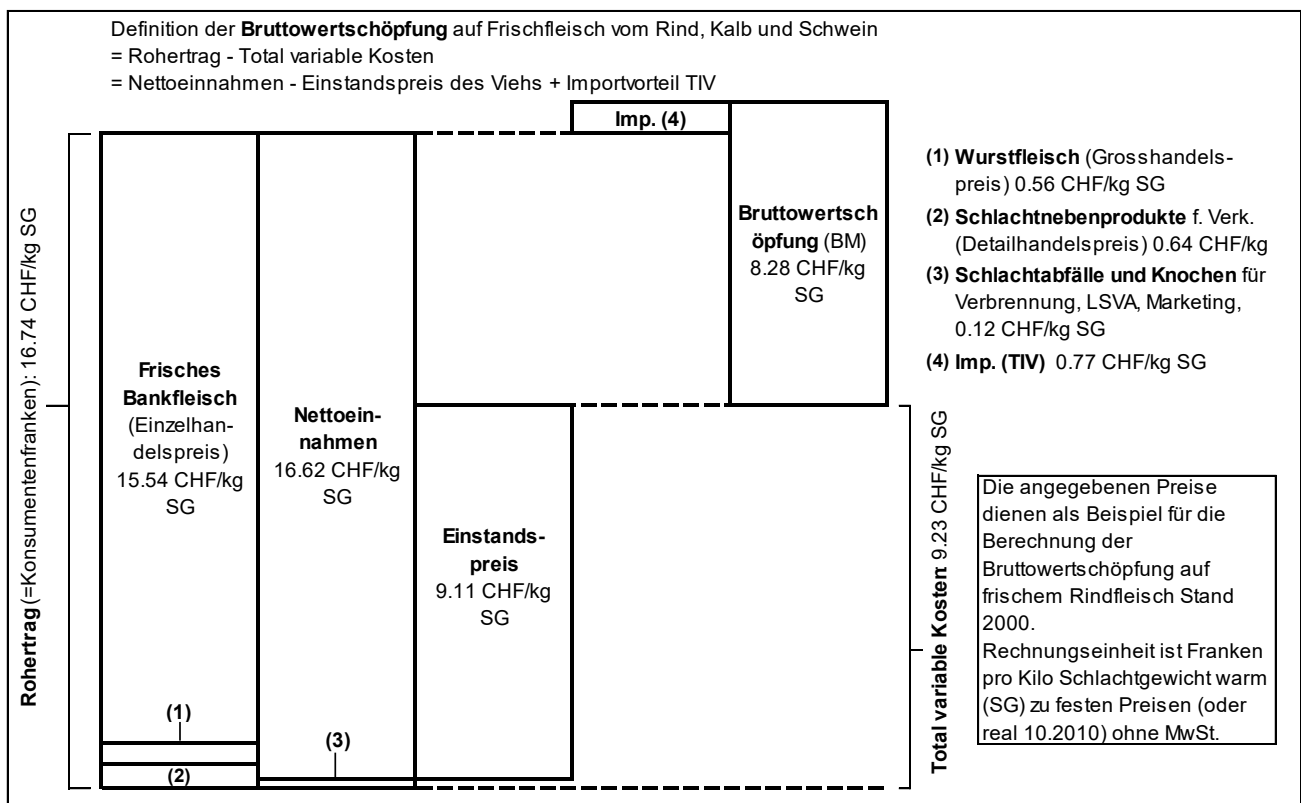 Definition der Bruttowertschöpfung auf Frischfleisch vom Rind, Kalb und Schwein
= Rohertrag - Total variable Kosten
= Nettoeinnahmen - Einstandspreis des Viehs + Importvorteil TIV
Rohertrag (=Konsumentenfranken): 16.74 CHF/kg SG
Frisches
Bankfleisch
(Einzelhan-
delspreis)
15.54 CHF/kg
SG
(1)
(2)
Nettoein-
nahmen
16.62 CHF/kg
SG
(3)
Einstands-
preis
9.11 CHF/kg
SG
Imp. (4)
Bruttowertsch
öpfung (BM)
8.28 CHF/kg
SG
Total variable Kosten: 9.23 CHF/kg SG
(1) Wurstfleisch (Grosshandels-
preis) 0.56 CHF/kg SG
(2) Schlachtnebenprodukte f. Verk.
(Detailhandelspreis) 0.64 CHF/kg
(3) Schlachtabfälle und Knochen für
Verbrennung, LSVA, Marketing,
0.12 CHF/kg SG
(4) Imp. (TIV) 0.77 CHF/kg SG
Die angegebenen Preise
dienen als Beispiel für die
Berechnung der
Bruttowertschöpfung auf
frischem Rindfleisch Stand
2000.
Rechnungseinheit ist Franken
pro Kilo Schlachtgewicht warm
(SG) zu festen Preisen (oder
real 10.2010) ohne MwSt.